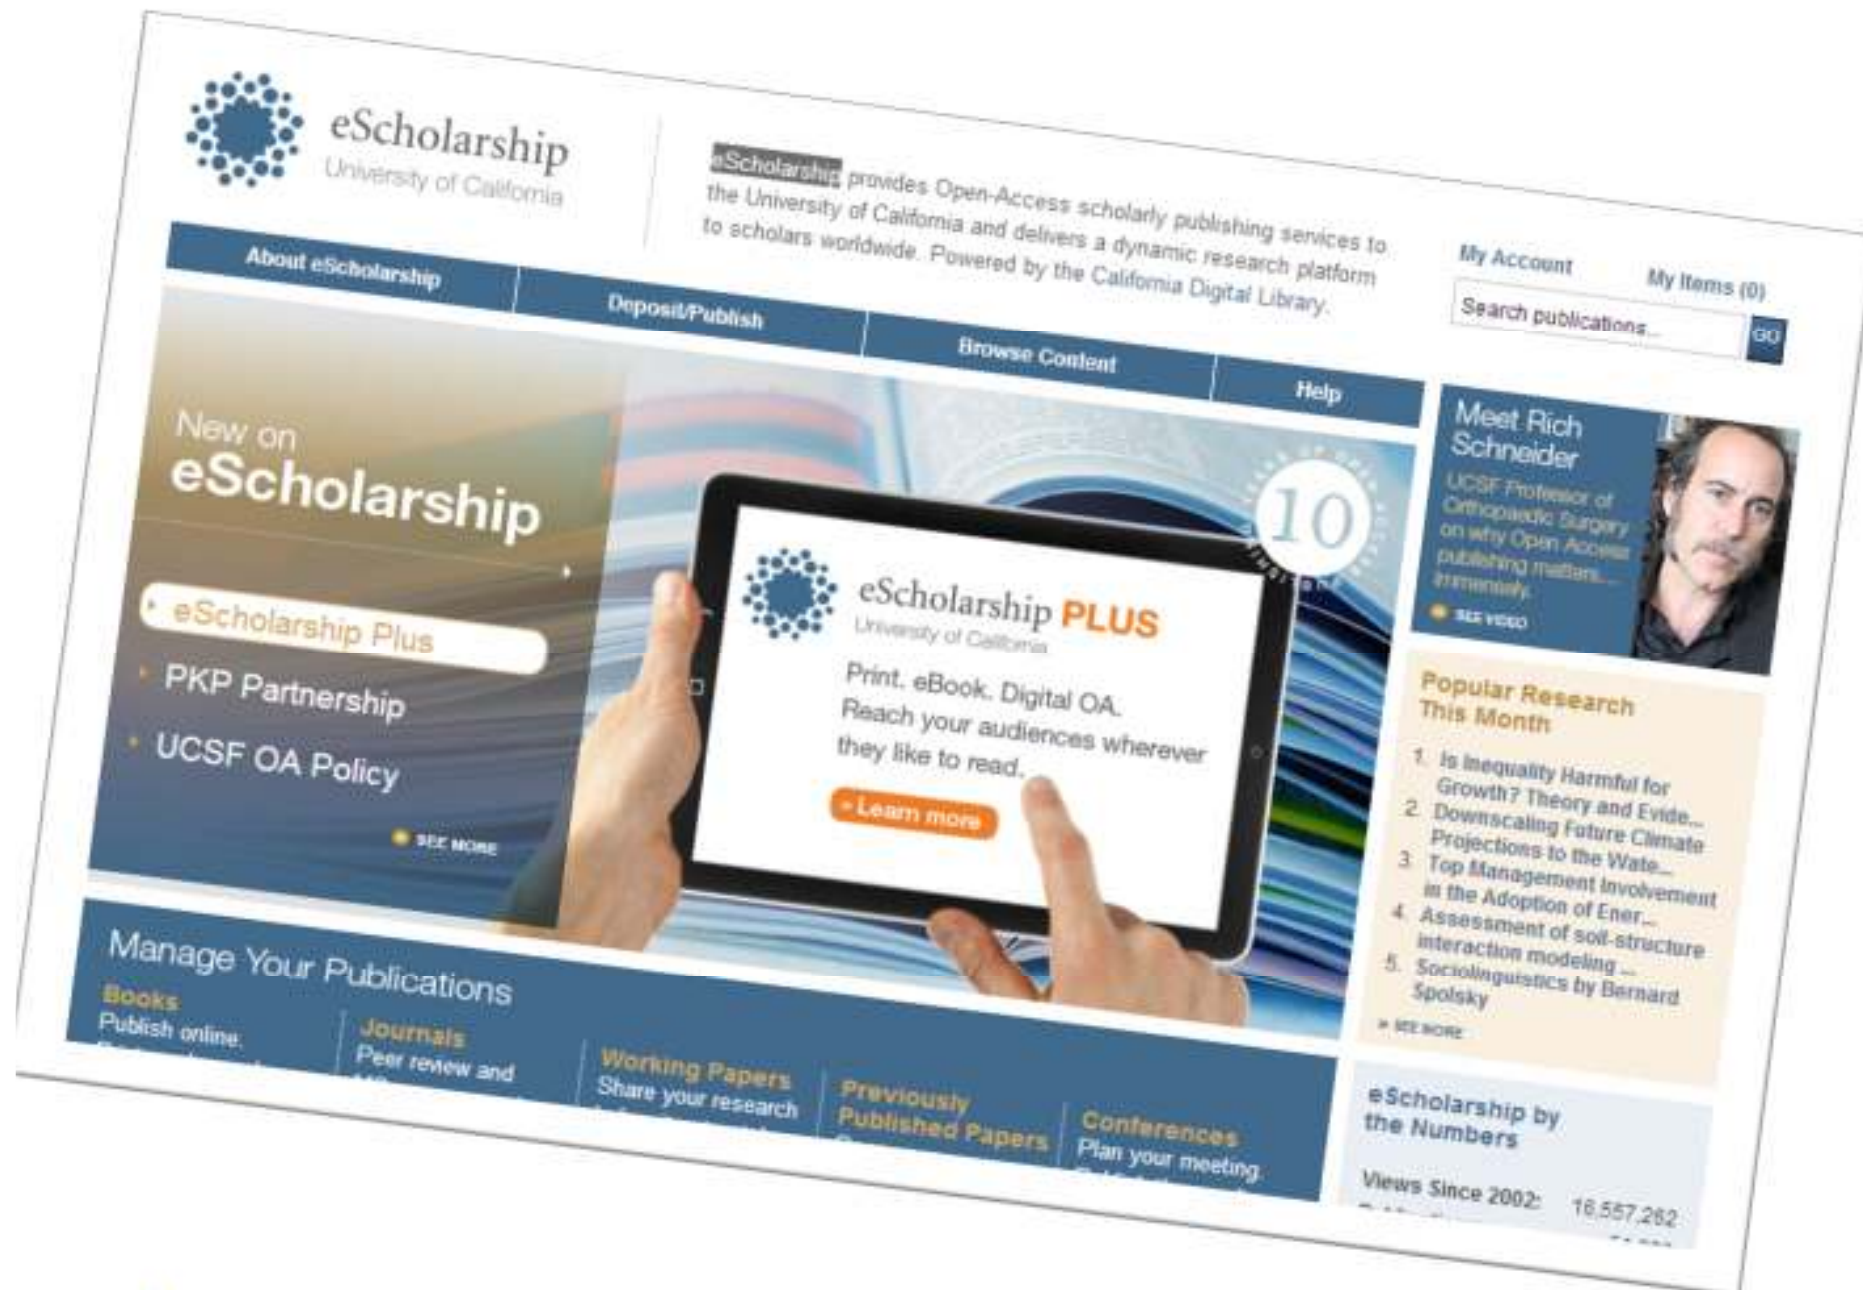 eScholarship
University of California
eScholarship provides Open-Access scholarly publishing services to
the University of California and delivers a dynamic research platform
to scholars worldwide. Powered by the California Digital Library.
My Account
My Items (0)
Search publications...
GO
About eScholarship
Deposit/Publish
Browse Content
Help
New on
eScholarship
eScholarship Plus
PKP Partnership
UCSF OA Policy
SEE MORE
10
eScholarship PLUS
University of California
Print. eBook. Digital OA.
Reach your audiences wherever
they like to read.
» Learn more
Meet Rich
Schneider
UCSF Professor of
Orthopaedic Surgery
on why Open Access
publishing matters...
immensely.
SEE VIDEO
Popular Research
This Month
1. Is Inequality Harmful for
Growth? Theory and Evide...
2. Downscaling Future Climate
Projections to the Wate...
3. Top Management Involvement
in the Adoption of Ener...
4. Assessment of soil-structure
interaction modeling ...
5. Sociolinguistics by Bernard
Spolsky
» SEE MORE
Manage Your Publications
Books
Publish online.
Journals
Peer review and
Working Papers
Share your research
Previously
Published Papers
Conferences
Plan your meeting.
eScholarship by
the Numbers
Views Since 2002: 16,557,262